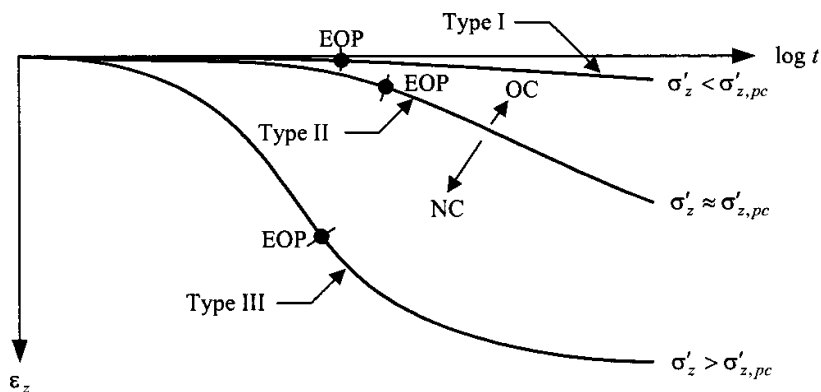 EOP
Type I
log t
EOP
σ′z < σ′z,pc
OC
Type II
NC
σ′z ≈ σ′z,pc
EOP
Type III
σ′z > σ′z,pc
εz